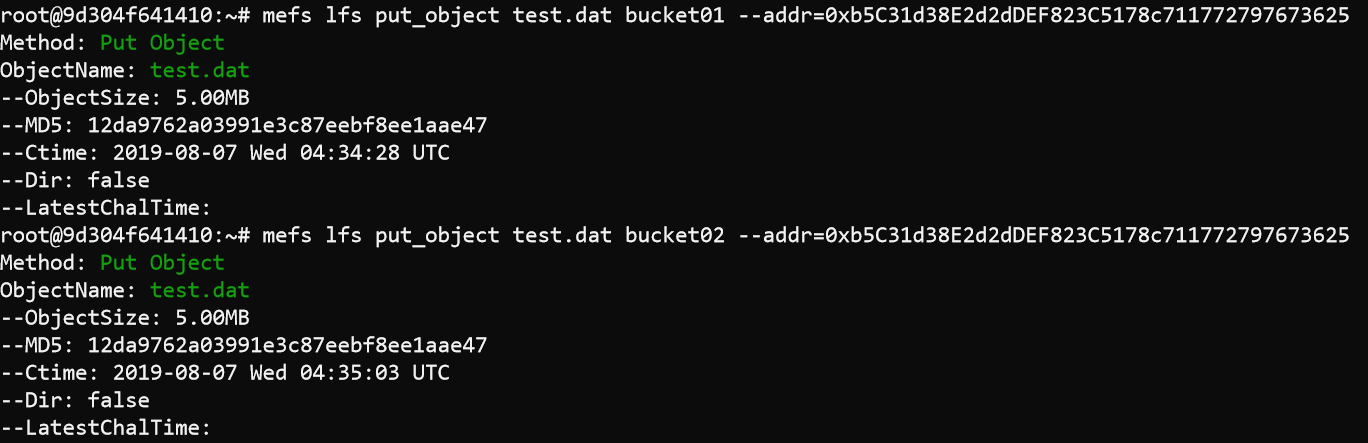 root@9d304f641410:~# mefs lfs put_object test.dat bucket01 --addr=0xb5C31d38E2d2dDEF823C5178c711772797673625
Method: Put Object
ObjectName: test.dat
--ObjectSize: 5.00MB
--MD5: 12da9762a03991e3c87eebf8ee1aae47
--Ctime: 2019-08-07 Wed 04:34:28 UTC
--Dir: false
--LatestChalTime:
root@9d304f641410:~# mefs lfs put_object test.dat bucket02 --addr=0xb5C31d38E2d2dDEF823C5178c711772797673625
Method: Put Object
ObjectName: test.dat
--ObjectSize: 5.00MB
--MD5: 12da9762a03991e3c87eebf8ee1aae47
--Ctime: 2019-08-07 Wed 04:35:03 UTC
--Dir: false
--LatestChalTime: